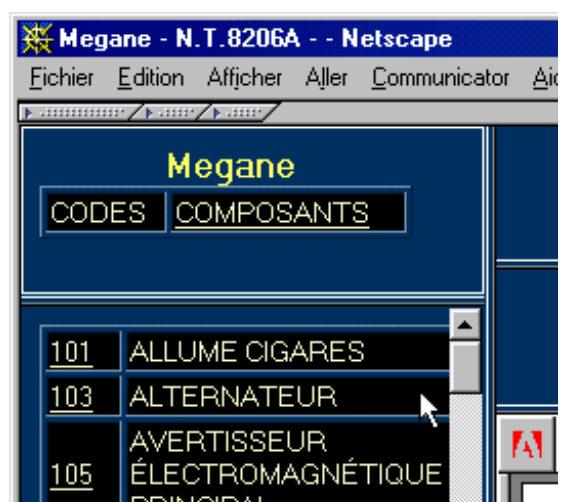 Megane - N.T.8206A - - Netscape
Fichier Edition Afficher Aller Communicator
Megane
CODES COMPOSANTS
101 ALLUME CIGARES
103 ALTERNATEUR
105 AVERTISSEUR
ÉLECTROMAGNÉTIQUE
PRINCIPAL